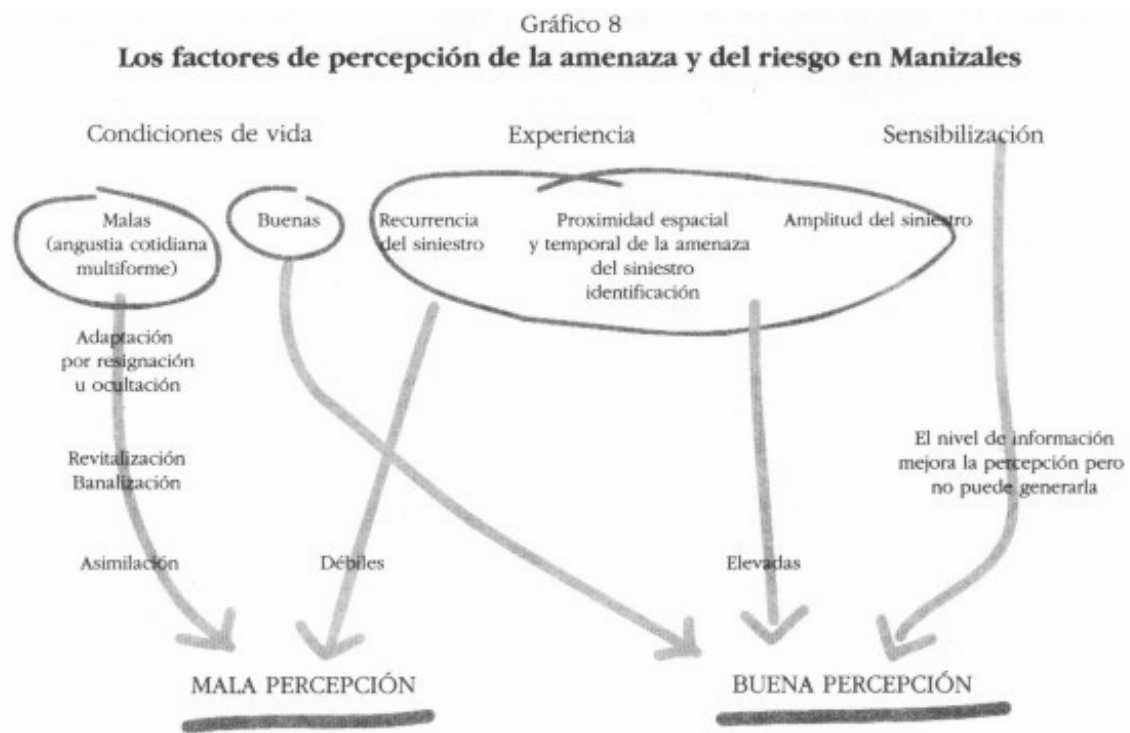 Gráfico 8
Los factores de percepción de la amenaza y del riesgo en Manizales
Condiciones de vida
Experiencia
Sensibilización
Malas
(angustia cotidiana
multiforme)
Buenas
Recurrencia
del siniestro
Proximidad espacial
y temporal de la amenaza
del siniestro
identificación
Amplitud del siniestro
Adaptación
por resignación
u ocultación
Revitalización
Banalización
Asimilación
Débiles
Elevadas
El nivel de información
mejora la percepción pero
no puede generarla
MALA PERCEPCIÓN
BUENA PERCEPCIÓN